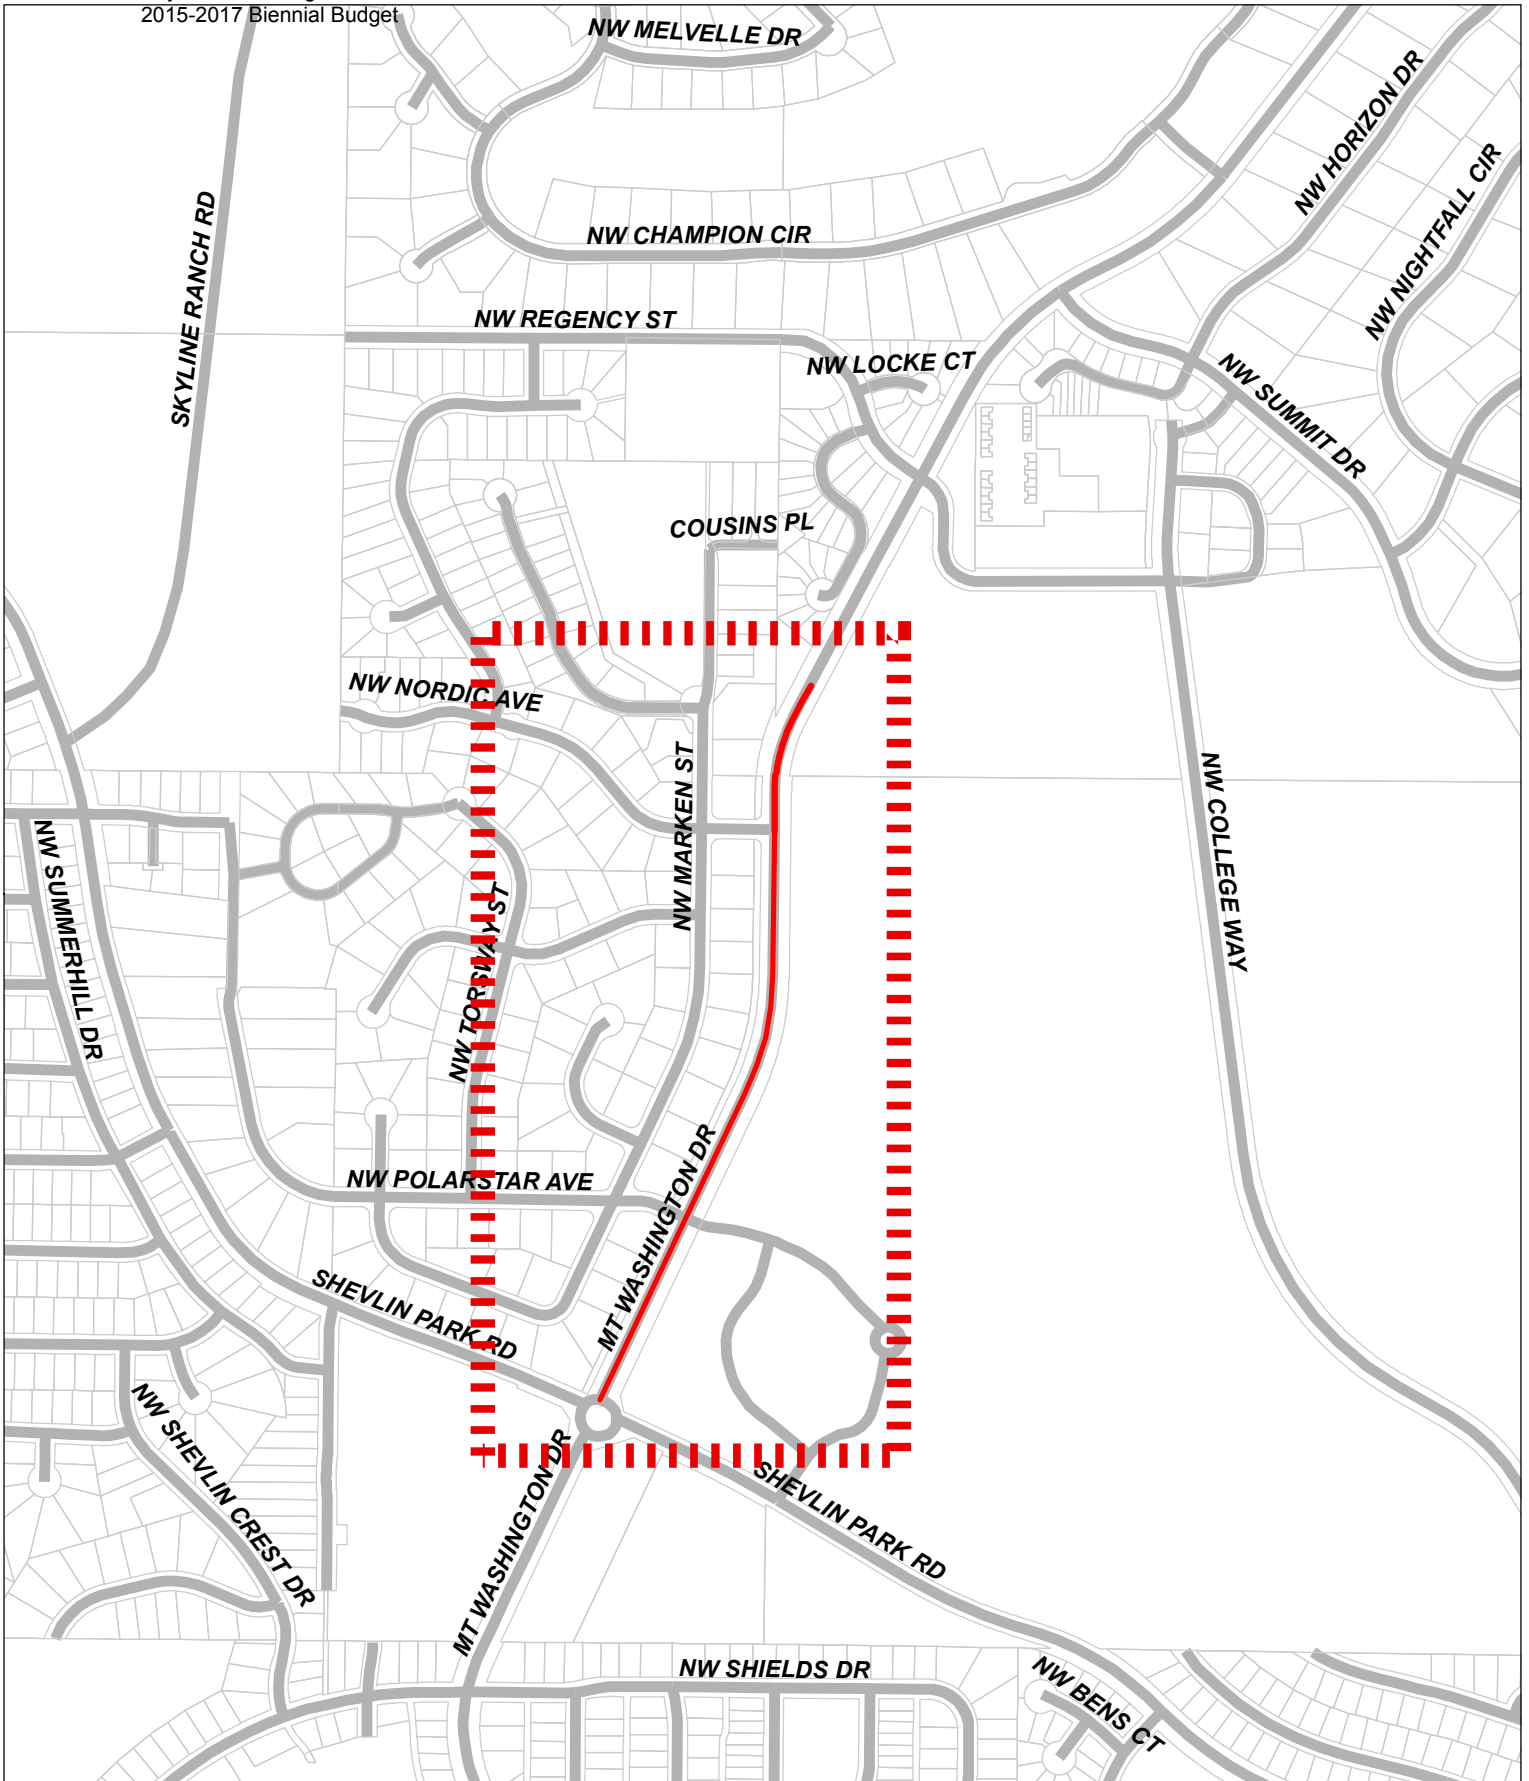 2015-2017 Biennial Budget
NW MELVELLE DR
NW HORIZON DR
NW NIGHTFALL CIR
SKYLINE RANCH RD
NW CHAMPION CIR
NW REGENCY ST
NW LOCKE CT
NW SUMMIT DR
COUSINS PL
NW NORDIC AVE
NW MARKEN ST
NW COLLEGE WAY
NW SUMMERHILL DR
NW TORSWAY ST
NW POLARSTAR AVE
MT WASHINGTON DR
SHEVLIN PARK RD
NW SHEVLIN CREST DR
MT WASHINGTON DR
SHEVLIN PARK RD
NW SHIELDS DR
NW BENS CT